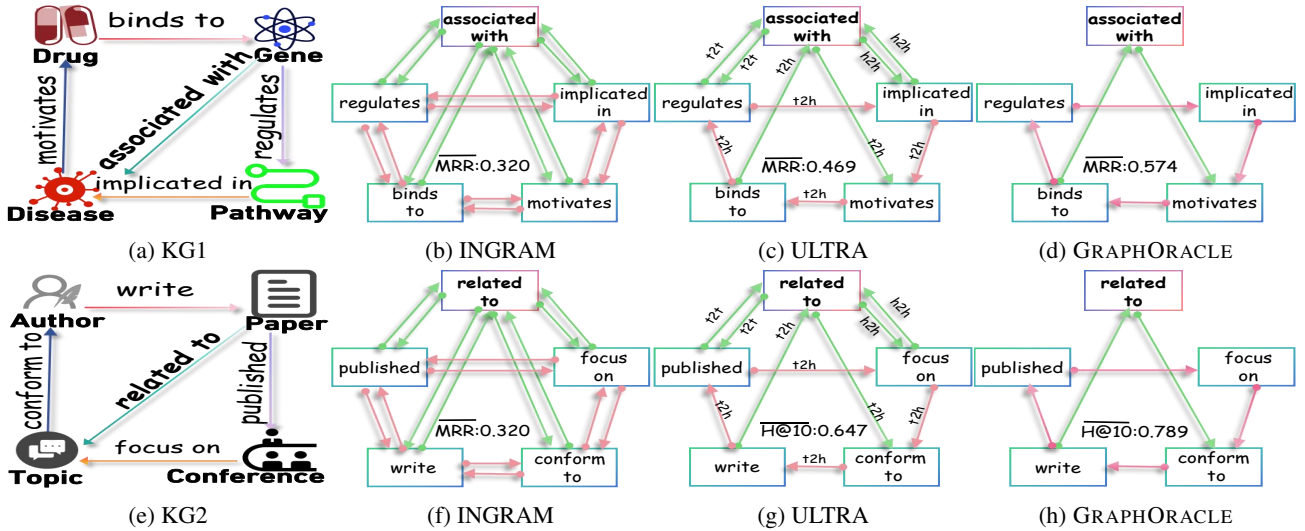 binds to
Drug
Gene
motivates
associated with
regulates
implicated in
Disease
Pathway
(a) KG1
associated
with
regulates
implicated
in
MRR:0.320
binds
to
motivates
(b) INGRAM
associated
with
t2t
t2t
t2h
h2h
h2h
regulates
t2h
implicated
in
t2h
t2h
t2h
MRR:0.469
binds
to
t2h
motivates
(c) ULTRA
associated
with
regulates
implicated
in
MRR:0.574
binds
to
motivates
(d) GRAPHORACLE
write
Author
Paper
conform to
related to
published
focus on
Topic
Conference
(e) KG2
related
to
published
focus
on
MRR:0.320
write
conform
to
(f) INGRAM
related
to
t2t
t2t
t2h
h2h
h2h
published
t2h
focus
on
t2h
t2h
t2h
H@10:0.647
write
t2h
conform
to
(g) ULTRA
related
to
published
focus
on
H@10:0.789
write
conform
to
(h) GRAPHORACLE